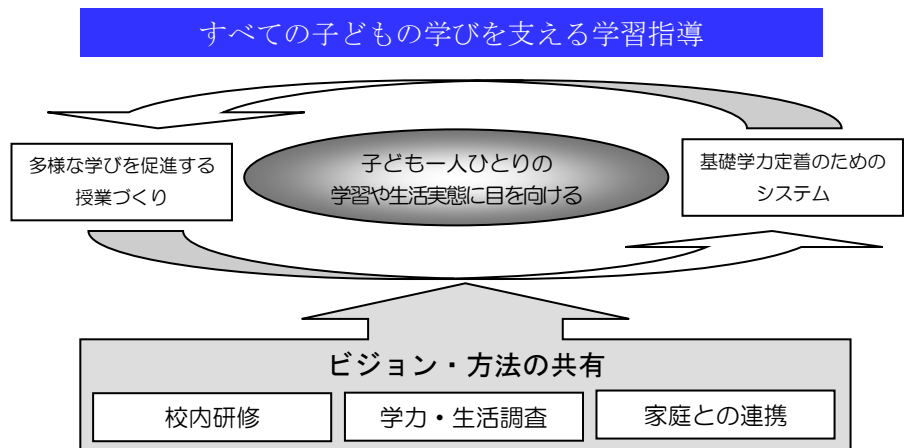 すべての子どもの学びを支える学習指導
多様な学びを促進する
授業づくり
子ども一人ひとりの
学習や生活実態に目を向ける
基礎学力定着のための
システム
ビジョン・方法の共有
校内研修
学力・生活調査
家庭との連携